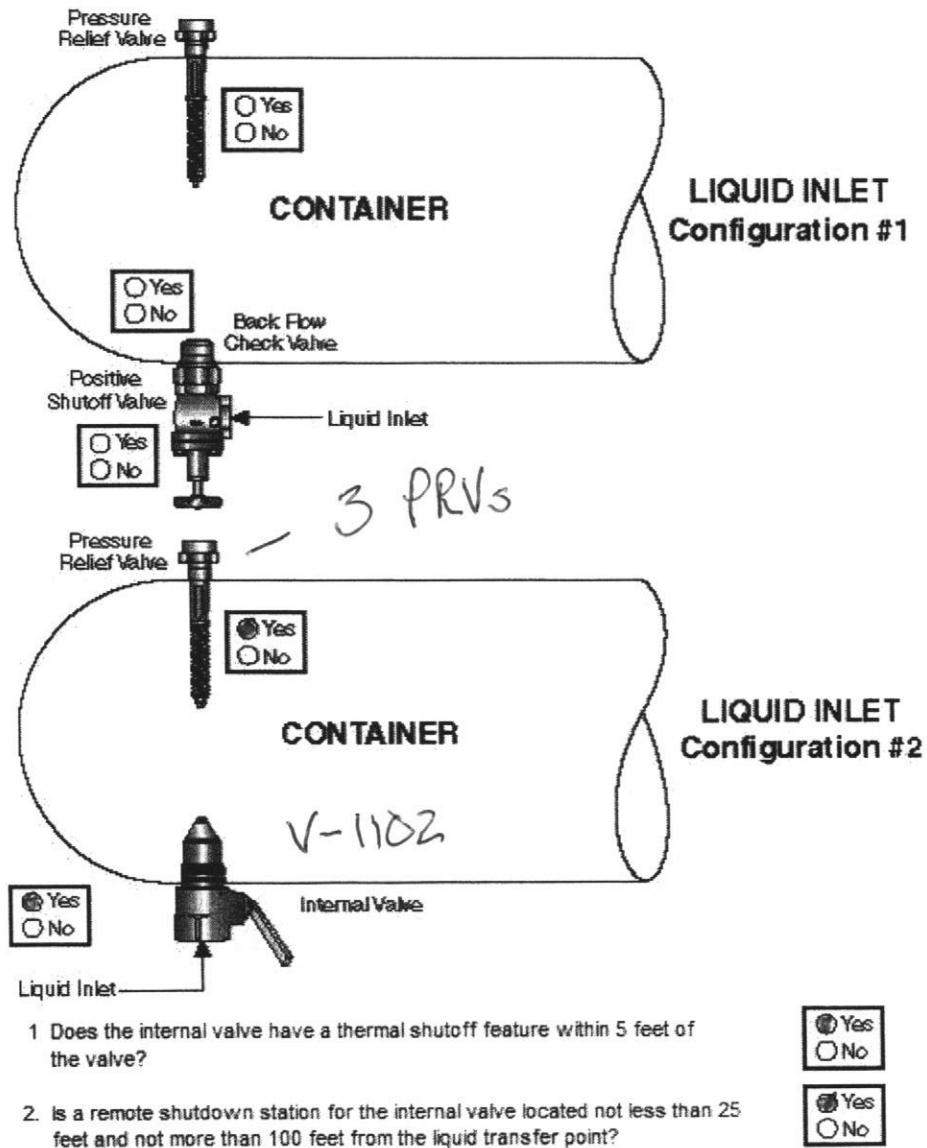 Pressure
Relief Valve
Yes
No
CONTAINER
LIQUID INLET
Configuration #1
Yes
No
Back Flow
Check Valve
Positive
Shutoff Valve
Liquid Inlet
Yes
No
3 PRVs
Pressure
Relief Valve
Yes
No
CONTAINER
LIQUID INLET
Configuration #2
V-1102
Yes
No
Internal Valve
Liquid Inlet
1 Does the internal valve have a thermal shutoff feature within 5 feet of
the valve?
Yes
No
2. Is a remote shutdown station for the internal valve located not less than 25
feet and not more than 100 feet from the liquid transfer point?
Yes
No